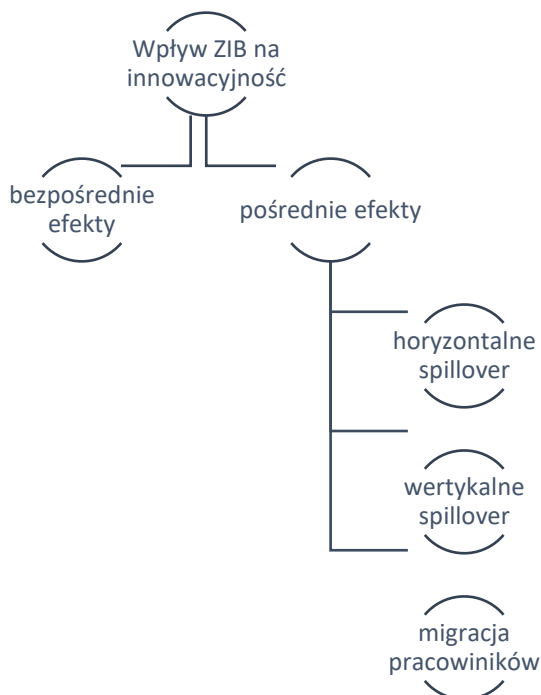 Wpływ ZIB na
innowacyjność
bezpośrednie
efekty
pośrednie efekty
horyzontalne
spillover
wertykalne
spillover
migracja
pracowiników